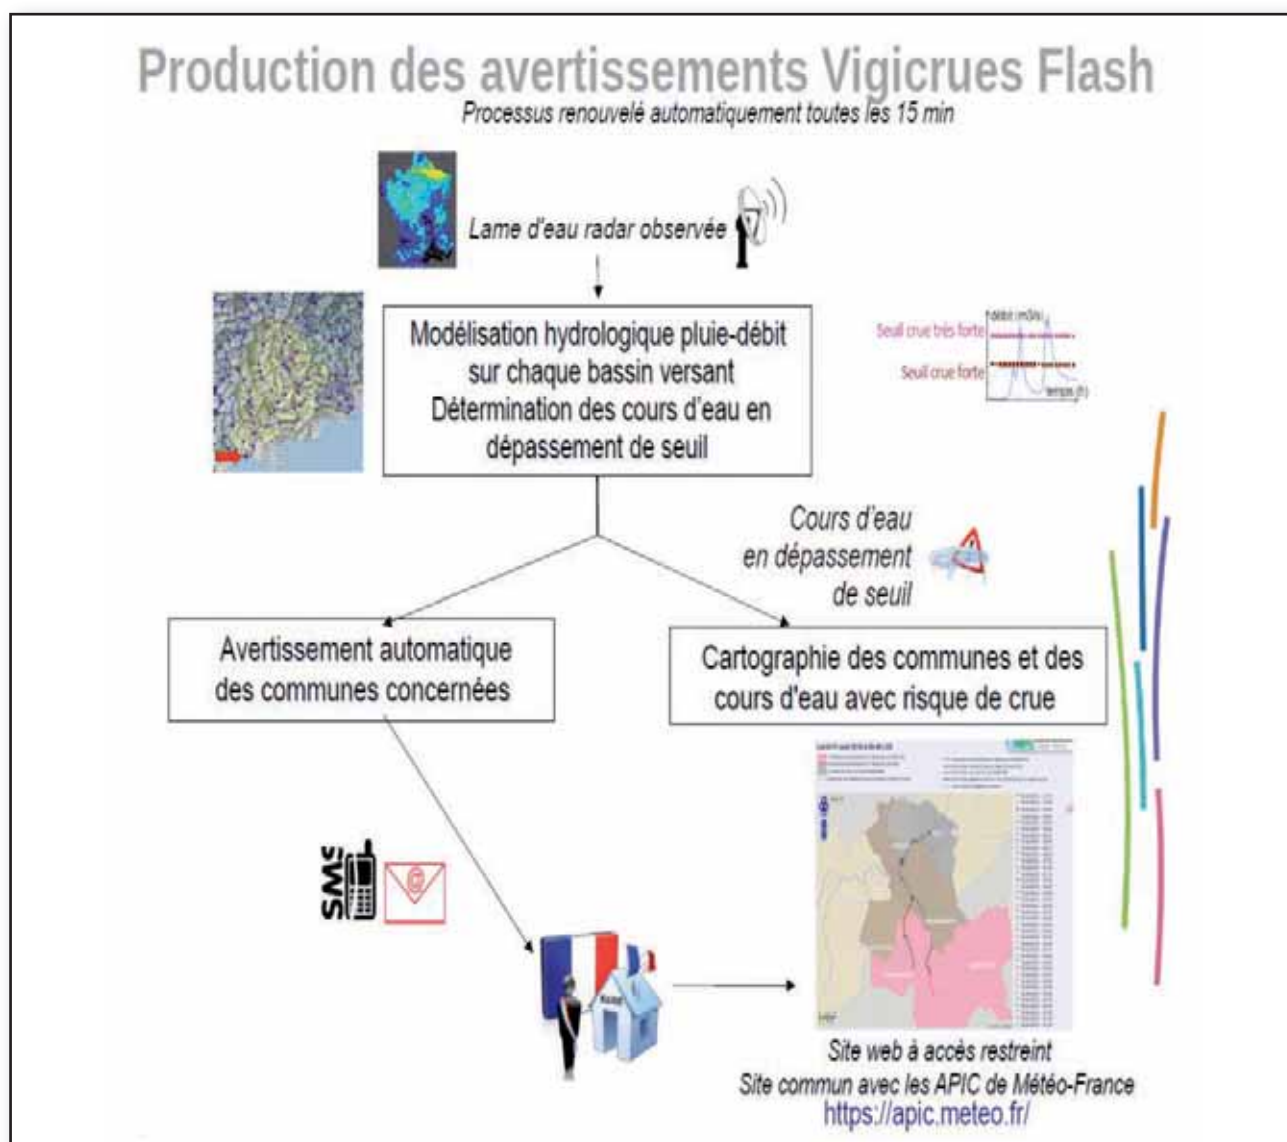 Production des avertissements Vigicrues Flash
Processus renouvelé automatiquement toutes les 15 min
Lame d'eau radar observée
Modélisation hydrologique pluie-débit
sur chaque bassin versant
Détermination des cours d'eau en
dépassement de seuil
débit (m3/s)
Seuil crue très forte
Seuil crue forte
temps (h)
Cours d'eau
en dépassement
de seuil
Avertissement automatique
des communes concernées
Cartographie des communes et des
cours d'eau avec risque de crue
SMS
@
MAIRIE
Site web à accès restreint
Site commun avec les APIC de Météo-France
https://apic.meteo.fr/